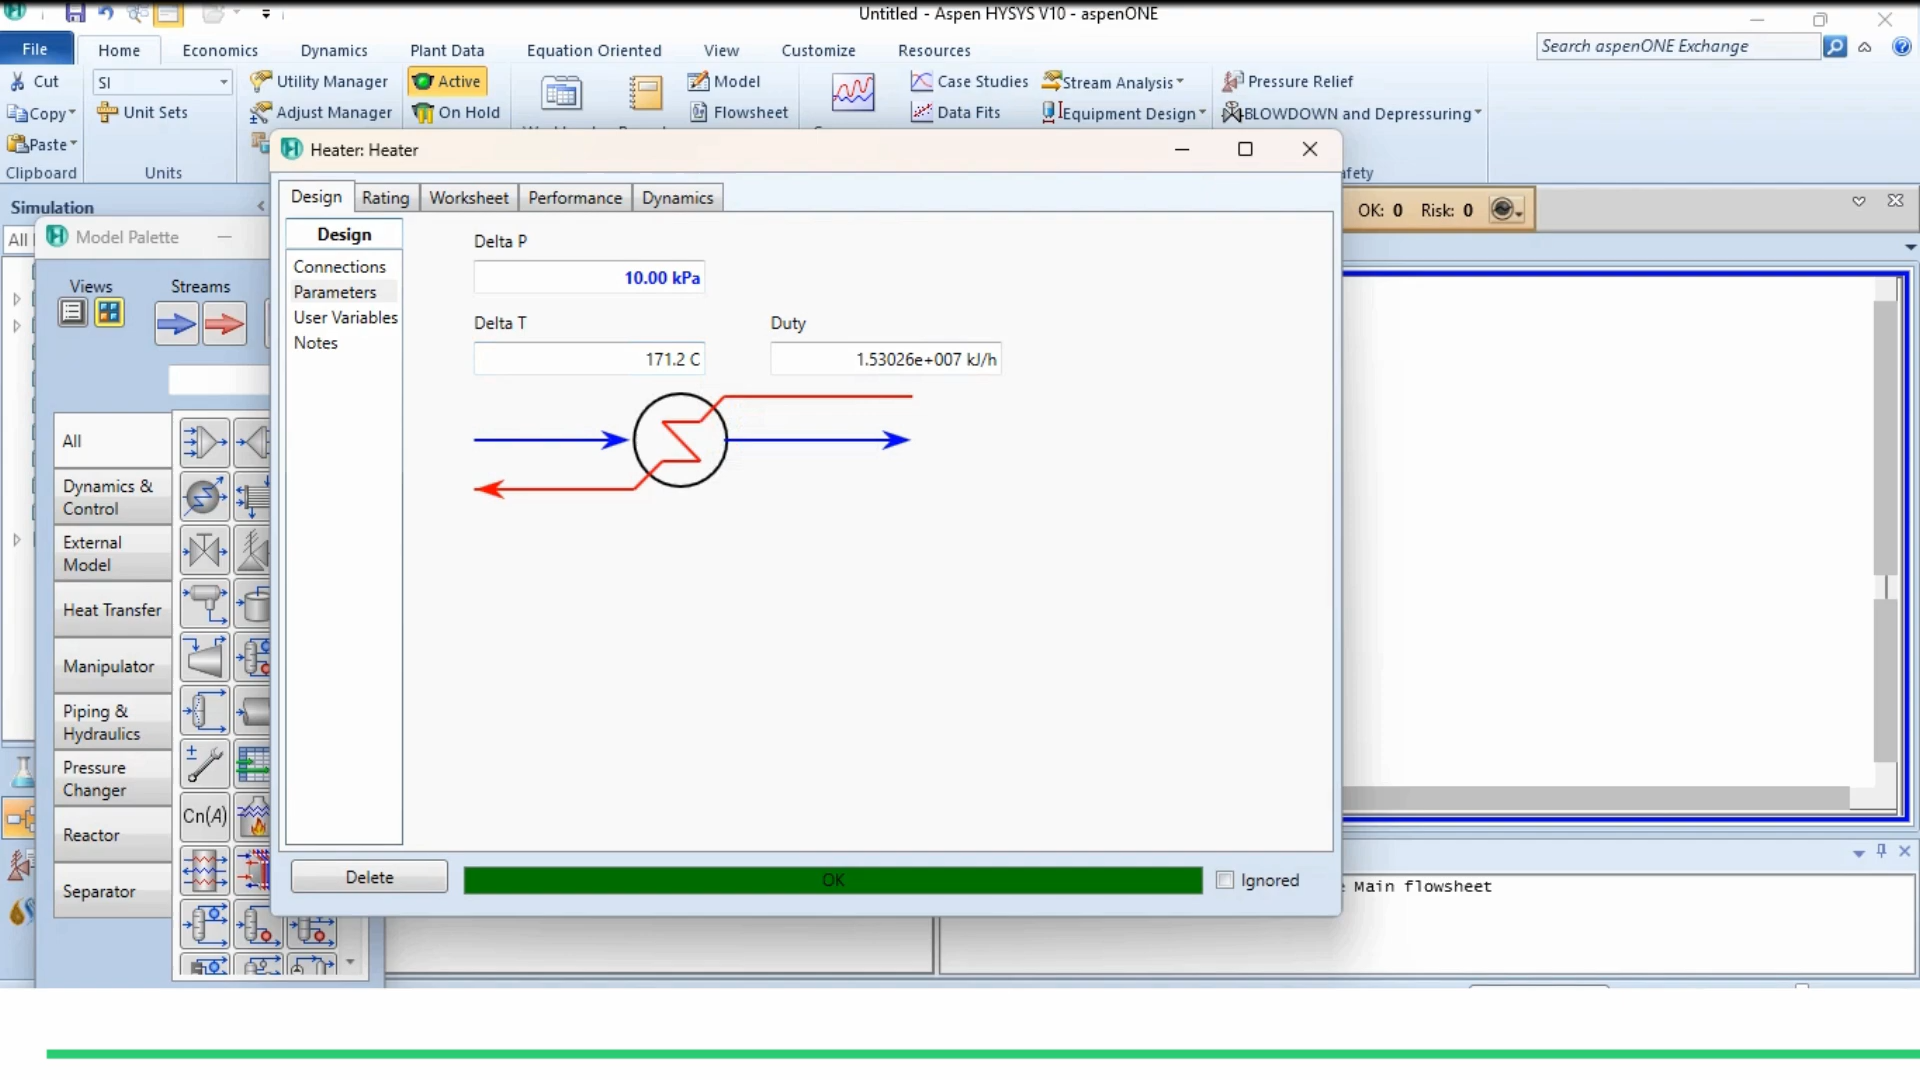 Untitled - Aspen HYSYS V10 - aspenONE
File Home Economics Dynamics Plant Data Equation Oriented View Customize Resources
Search aspenONE Exchange
Cut SI Utility Manager Active Model Case Studies Stream Analysis Pressure Relief
Copy Unit Sets Adjust Manager On Hold Flowsheet Data Fits Equipment Design BLOWDOWN and Depressuring
Paste
Clipboard Units
Heater: Heater
Simulation
Design Rating Worksheet Performance Dynamics
OK: 0 Risk: 0
All
Model Palette
Design
Connections
Parameters
User Variables
Notes
Delta P
10.00 kPa
Delta T
171.2 C
Duty
1.53026e+007 kJ/h
Views Streams
All
Dynamics &
Control
External
Model
Heat Transfer
Manipulator
Piping &
Hydraulics
Pressure
Changer
Reactor
Separator
Cn(A)
Delete
OK
Ignored
Main flowsheet